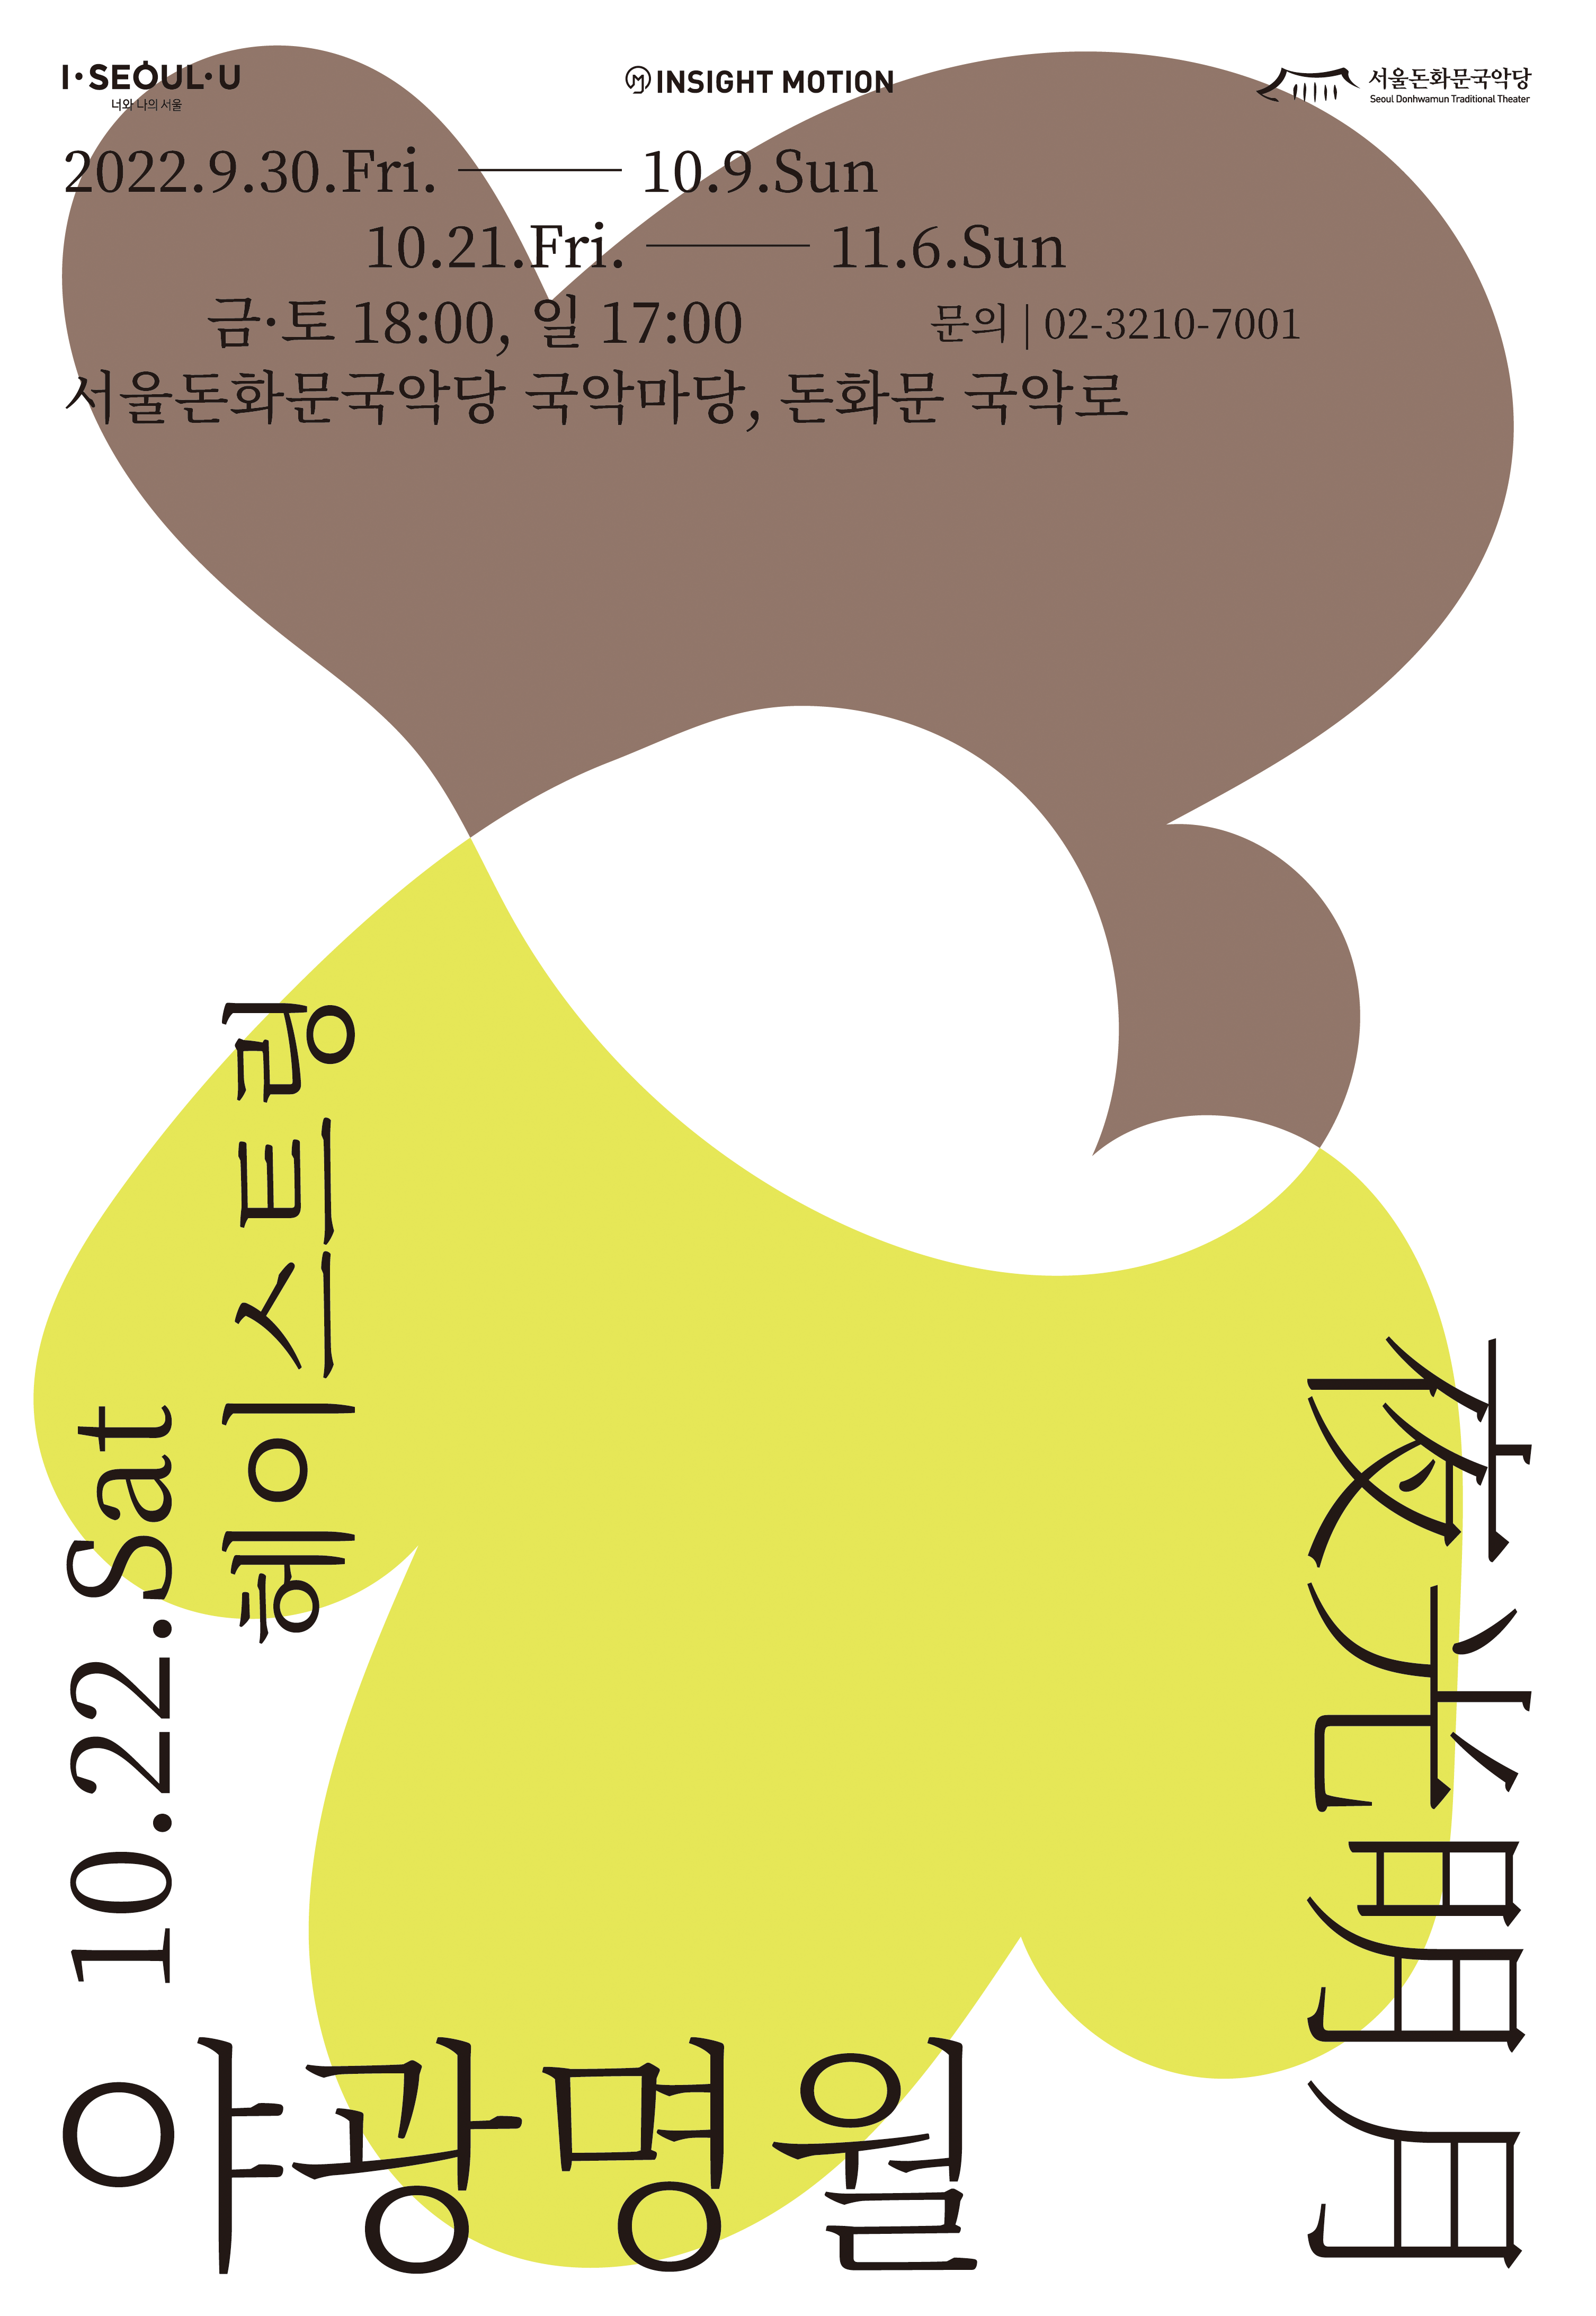 I·SEOUL·U
너와 나의 서울
INSIGHT MOTION
서울돈화문국악당
Seoul Donhwamun Traditional Theater
2022.9.30.Fri. — 10.9.Sun
10.21.Fri. — 11.6.Sun
금·토 18:00, 일 17:00
문의 | 02-3210-7001
서울돈화문국악당 국악마당, 돈화문 국악로
헤이스트링
10.22.Sat
夜光明月
야광명월